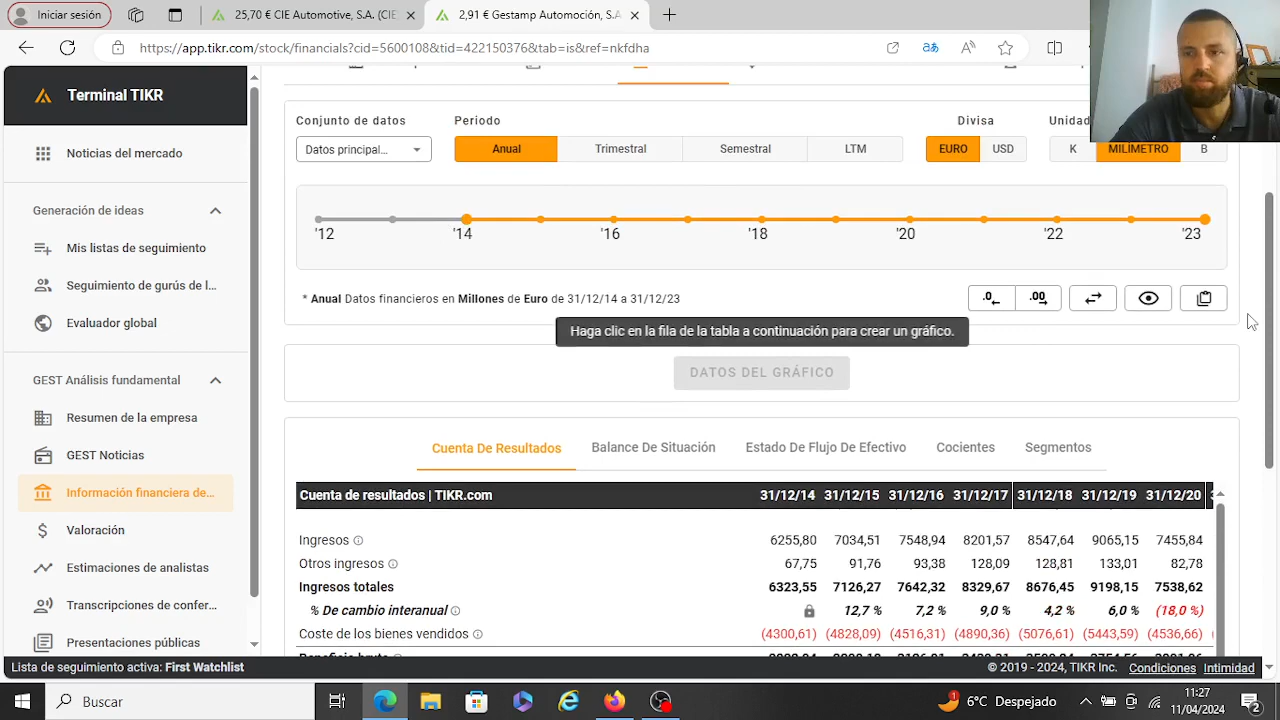 Iniciar sesión
25,70 € CIE Automotive, S.A. (CIE
2,91 € Gestamp Automoción, S.A.
https://app.tikr.com/stock/financials?cid=5600108&tid=422150376&tab=is&ref=nkfdha
Terminal TIKR
Noticias del mercado
Generación de ideas
Mis listas de seguimiento
Seguimiento de gurús de l...
Evaluador global
GEST Análisis fundamental
Resumen de la empresa
GEST Noticias
Información financiera de...
Valoración
Estimaciones de analistas
Transcripciones de confer...
Presentaciones públicas
Conjunto de datos
Periodo
Divisa
Unidad
Datos principal...
Anual
Trimestral
Semestral
LTM
EURO
USD
K
MILÍMETRO
B
'12 '14 '16 '18 '20 '22 '23
* Anual Datos financieros en Millones de Euro de 31/12/14 a 31/12/23
.0
.00
Haga clic en la fila de la tabla a continuación para crear un gráfico.
DATOS DEL GRÁFICO
Cuenta De Resultados
Balance De Situación
Estado De Flujo De Efectivo
Cocientes
Segmentos
Cuenta de resultados | TIKR.com 31/12/14 31/12/15 31/12/16 31/12/17 31/12/18 31/12/19 31/12/20
Ingresos 6255,80 7034,51 7548,94 8201,57 8547,64 9065,15 7455,84
Otros ingresos 67,75 91,76 93,38 128,09 128,81 133,01 82,78
Ingresos totales 6323,55 7126,27 7642,32 8329,67 8676,45 9198,15 7538,62
% De cambio interanual 12,7 % 7,2 % 9,0 % 4,2 % 6,0 % (18,0 %)
Coste de los bienes vendidos (4300,61) (4828,09) (4516,31) (4890,36) (5076,61) (5443,59) (4536,66)
Beneficio bruto
Lista de seguimiento activa: First Watchlist
© 2019 - 2024, TIKR Inc. Condiciones Intimidad
Buscar
1
6°C Despejado
11:27
11/04/2024
2